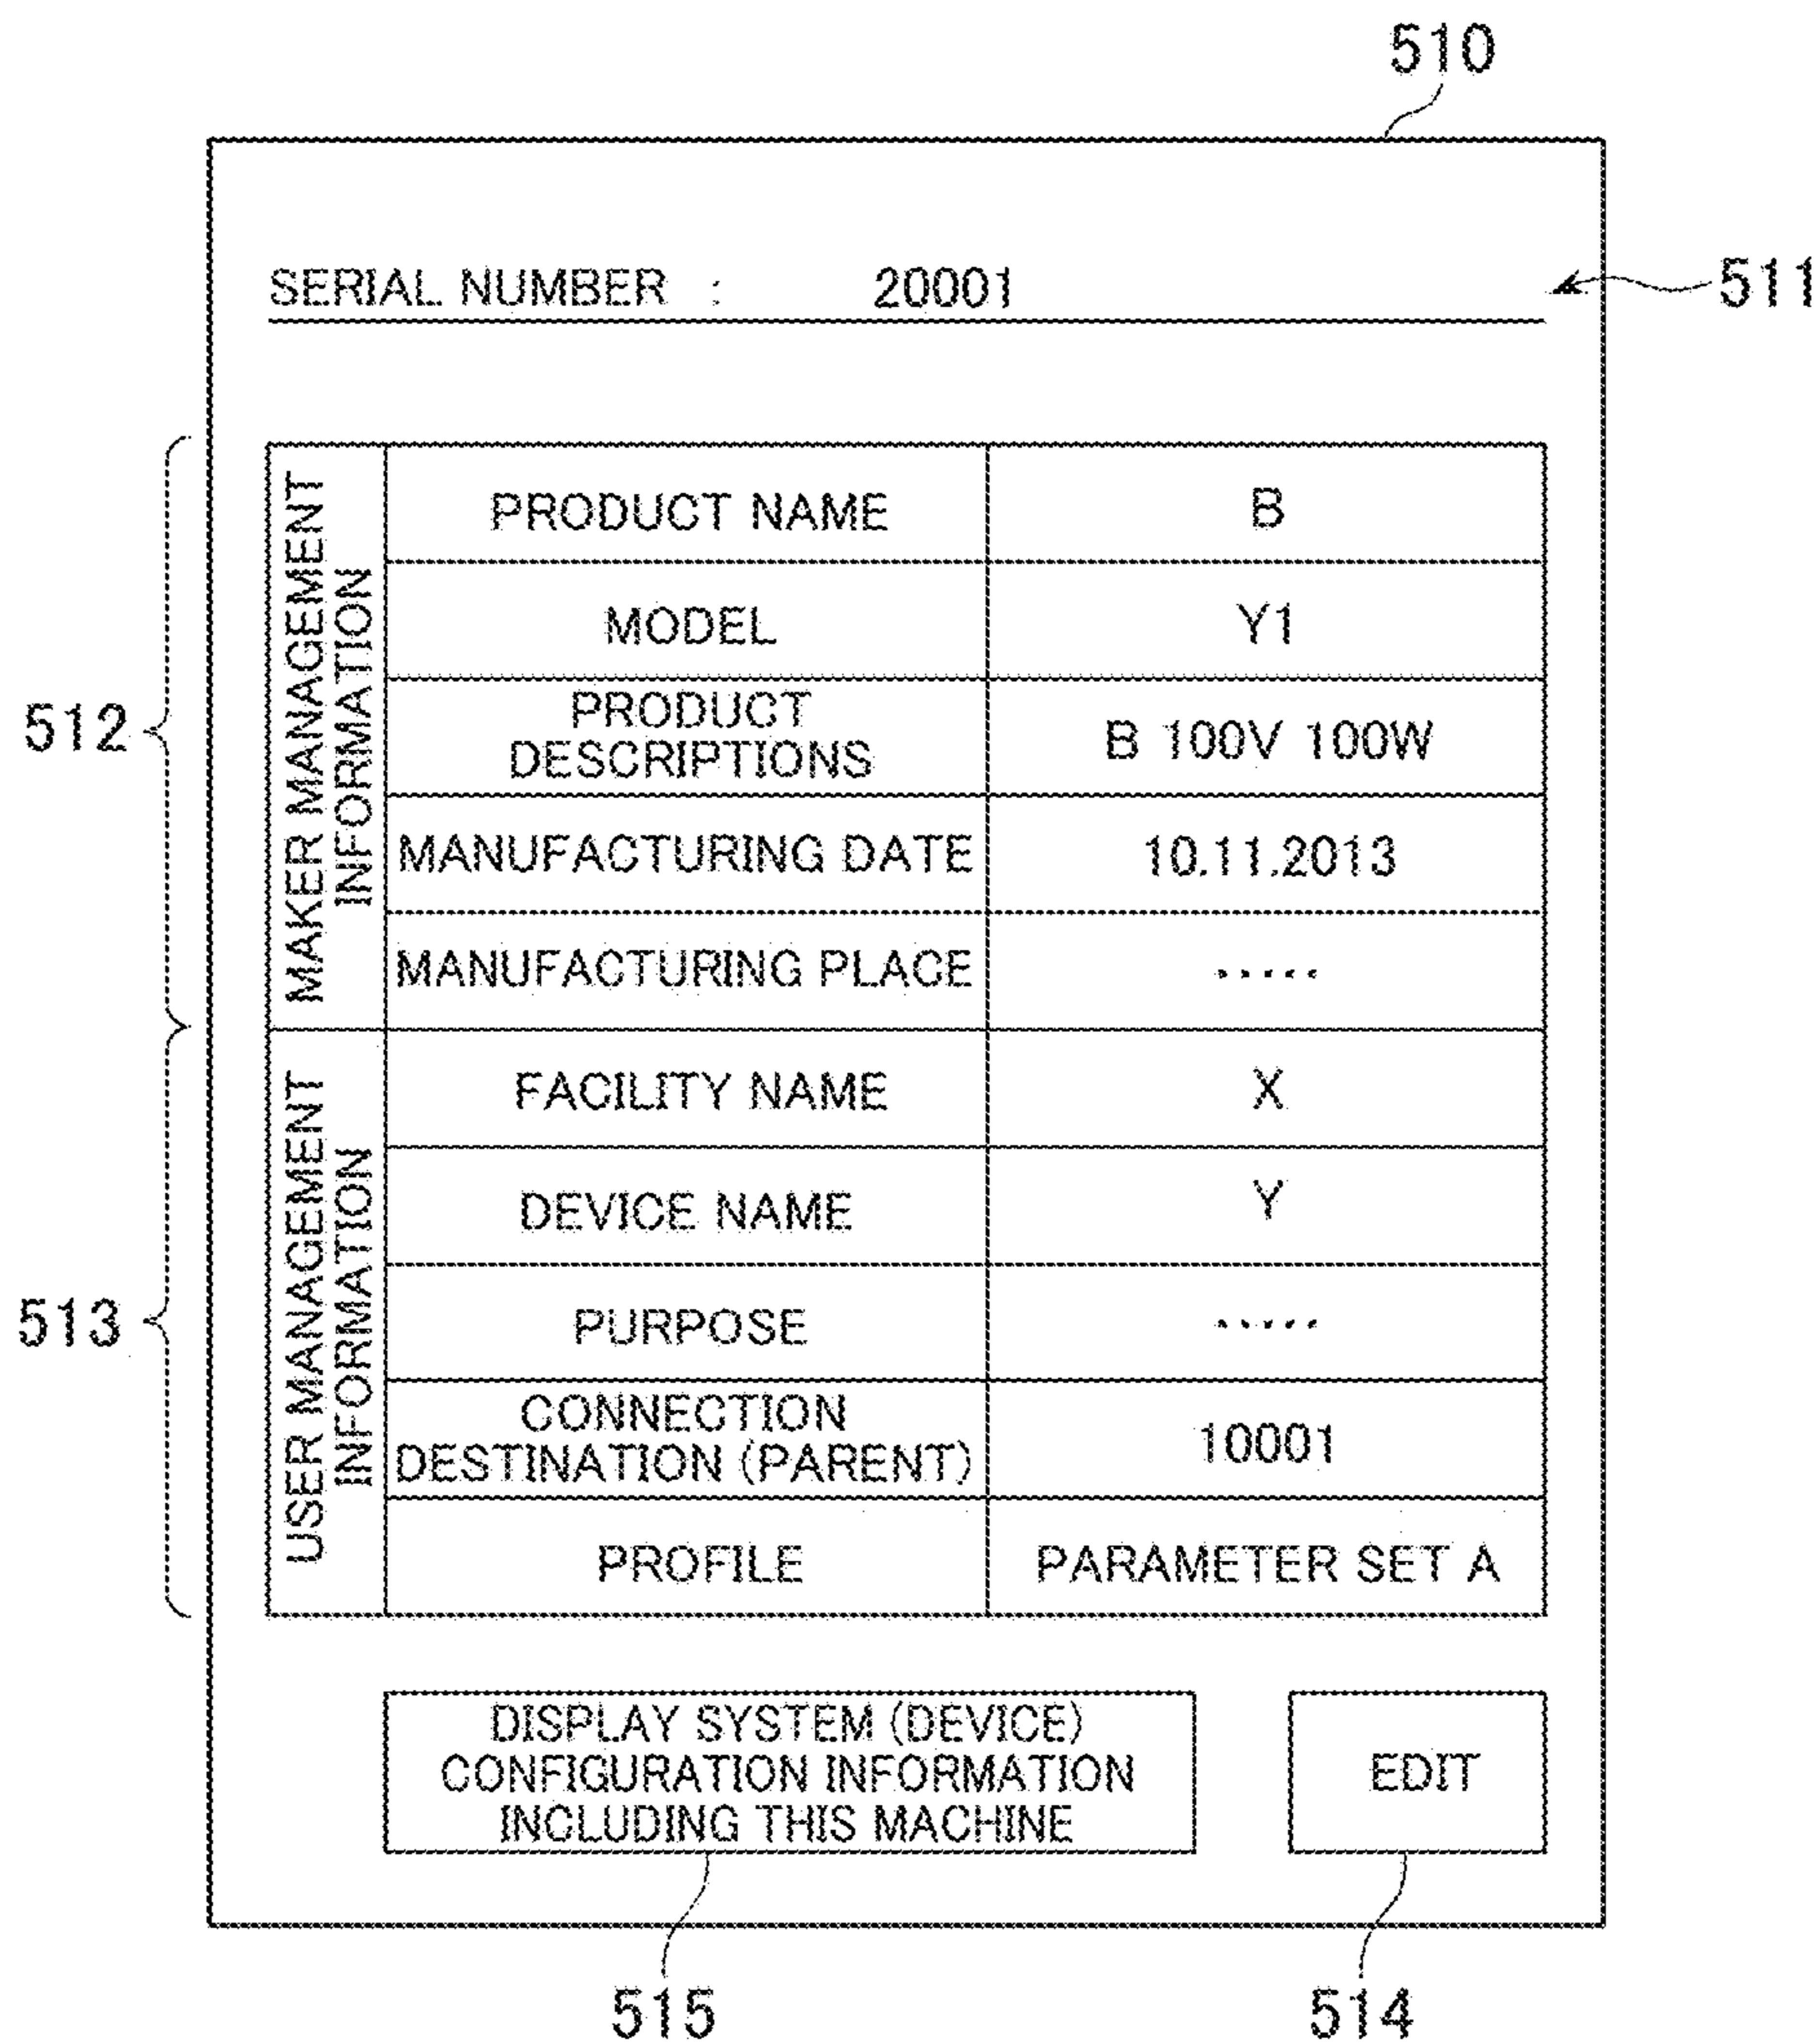 510
SERIAL NUMBER : 20001
511
512
MAKER MANAGEMENT
INFORMATION
PRODUCT NAME B
MODEL Y1
PRODUCT
DESCRIPTIONS
B 100V 100W
MANUFACTURING DATE 10.11.2013
MANUFACTURING PLACE .....
513
USER MANAGEMENT
INFORMATION
FACILITY NAME X
DEVICE NAME Y
PURPOSE .....
CONNECTION
DESTINATION (PARENT)
10001
PROFILE PARAMETER SET A
DISPLAY SYSTEM (DEVICE)
CONFIGURATION INFORMATION
INCLUDING THIS MACHINE
EDIT
515
514